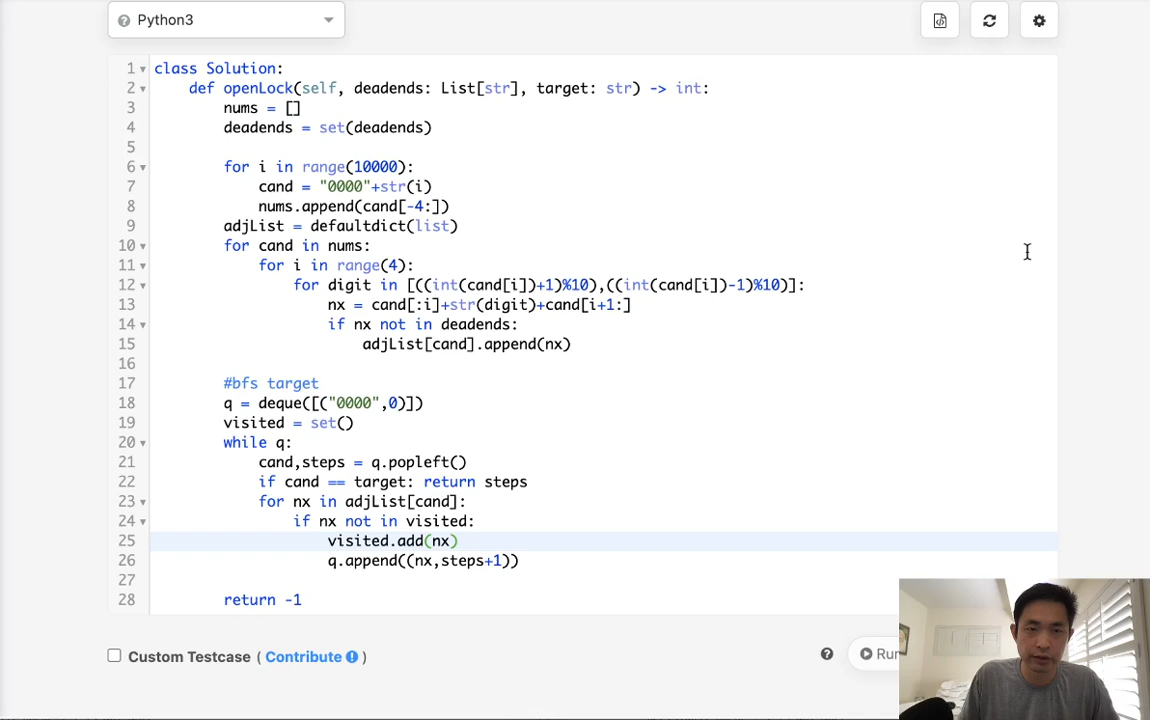 Python3
1 class Solution:
2 def openLock(self, deadends: List[str], target: str) -> int:
3 nums = []
4 deadends = set(deadends)
5
6 for i in range(10000):
7 cand = "0000"+str(i)
8 nums.append(cand[-4:])
9 adjList = defaultdict(list)
10 for cand in nums:
11 for i in range(4):
12 for digit in [((int(cand[i])+1)%10),((int(cand[i])-1)%10)]:
13 nx = cand[:i]+str(digit)+cand[i+1:]
14 if nx not in deadends:
15 adjList[cand].append(nx)
16
17 #bfs target
18 q = deque([("0000",0)])
19 visited = set()
20 while q:
21 cand,steps = q.popleft()
22 if cand == target: return steps
23 for nx in adjList[cand]:
24 if nx not in visited:
25 visited.add(nx)
26 q.append((nx,steps+1))
27
28 return -1
Custom Testcase ( Contribute )
Run